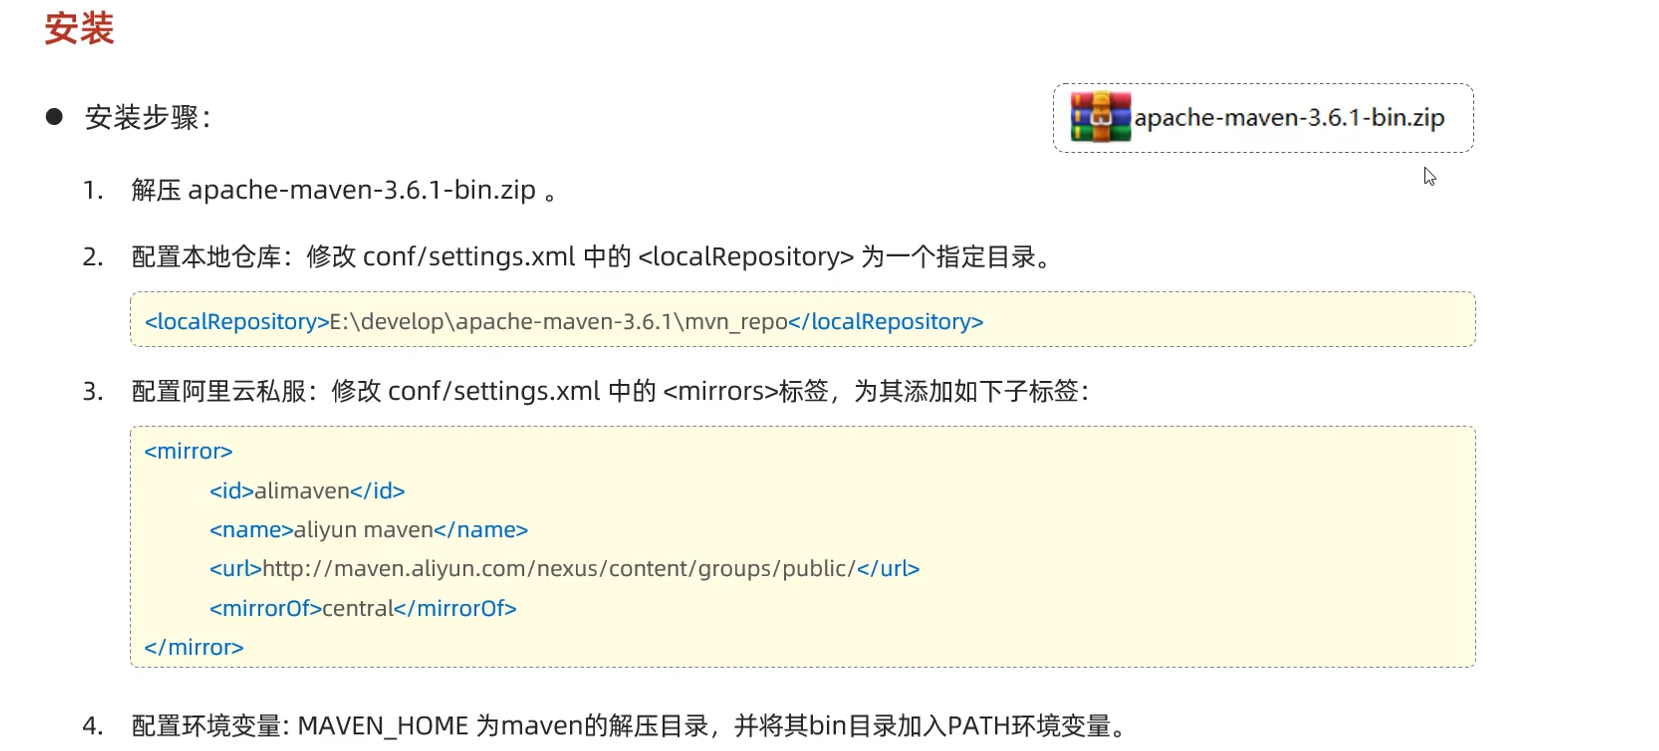 安装
● 安装步骤：
apache-maven-3.6.1-bin.zip
1. 解压 apache-maven-3.6.1-bin.zip 。
2. 配置本地仓库：修改 conf/settings.xml 中的 <localRepository> 为一个指定目录。
<localRepository>E:\develop\apache-maven-3.6.1\mvn_repo</localRepository>
3. 配置阿里云私服：修改 conf/settings.xml 中的 <mirrors>标签，为其添加如下子标签：
<mirror>
<id>alimaven</id>
<name>aliyun maven</name>
<url>http://maven.aliyun.com/nexus/content/groups/public/</url>
<mirrorOf>central</mirrorOf>
</mirror>
4. 配置环境变量: MAVEN_HOME 为maven的解压目录，并将其bin目录加入PATH环境变量。